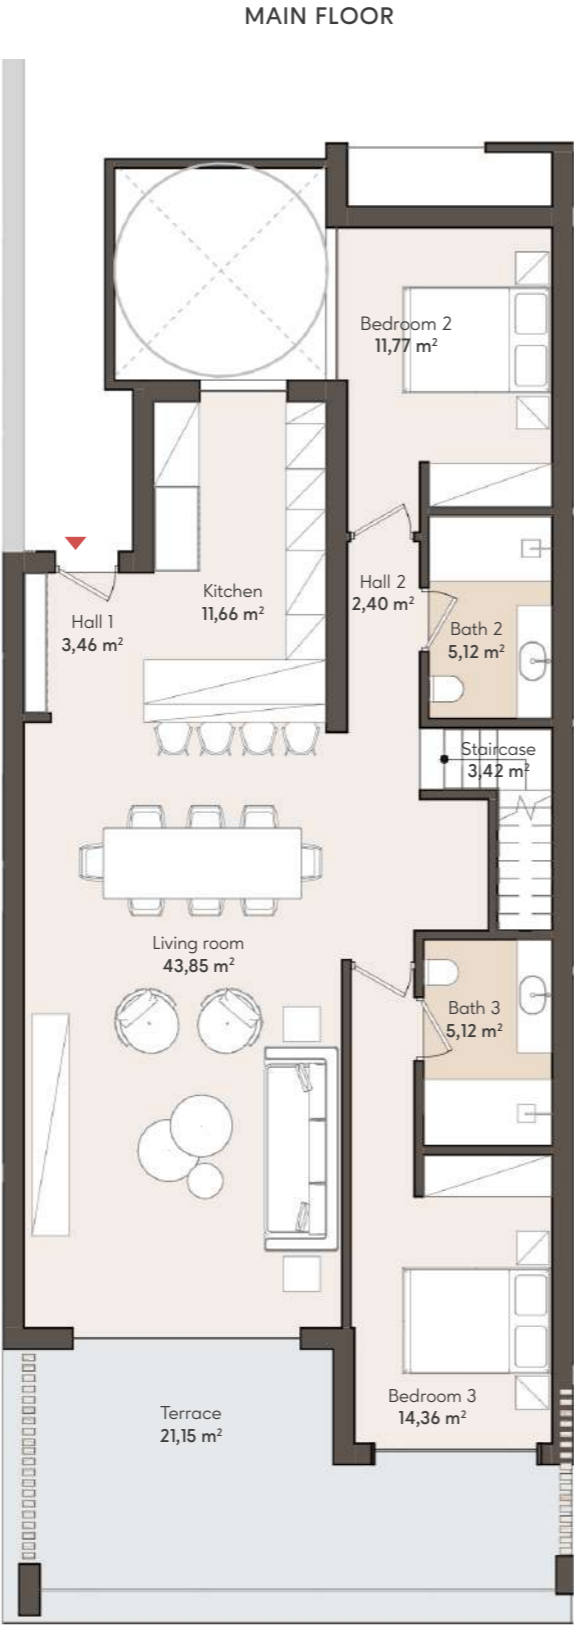 MAIN FLOOR
Bedroom 2
11,77 m²
Kitchen
11,66 m²
Hall 2
2,40 m²
Hall 1
3,46 m²
Bath 2
5,12 m²
Staircase
3,42 m²
Living room
43,85 m²
Bath 3
5,12 m²
Bedroom 3
14,36 m²
Terrace
21,15 m²